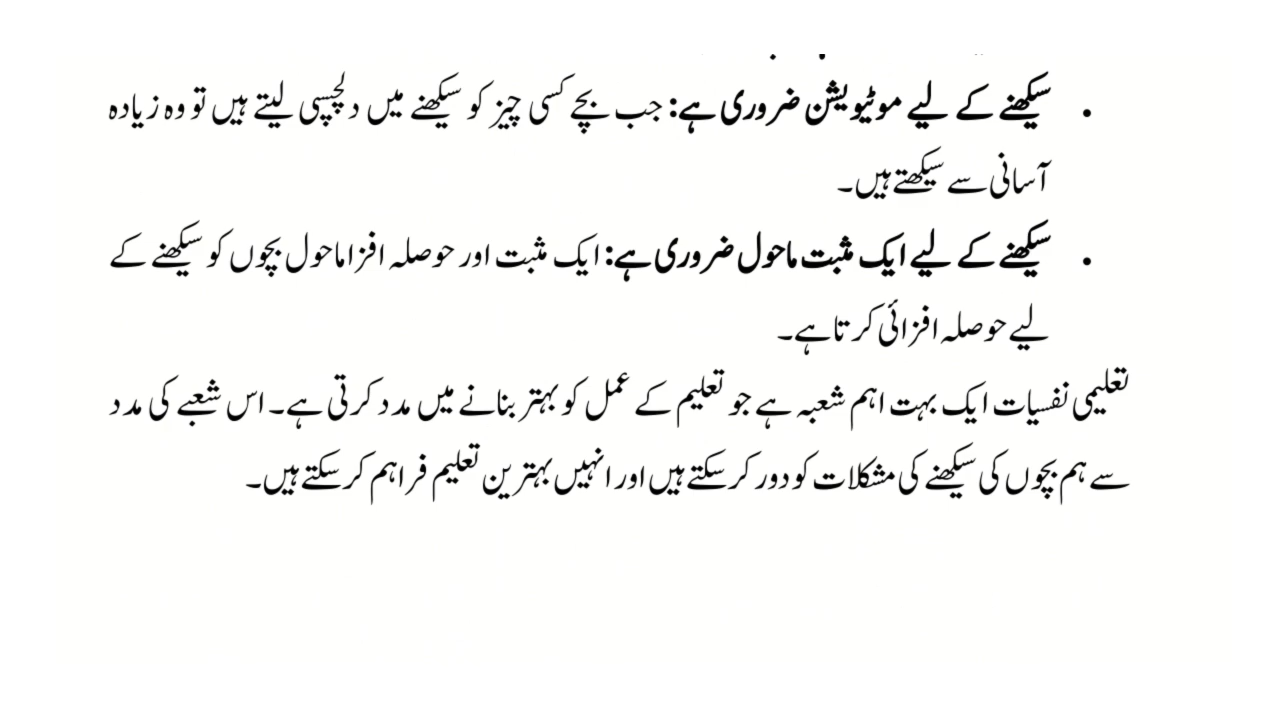 • سیکھنے کے لیے موٹیویشن ضروری ہے: جب بچے کسی چیز کو سیکھنے میں دلچسپی لیتے ہیں تو وہ زیادہ
آسانی سے سیکھتے ہیں۔
• سیکھنے کے لیے ایک مثبت ماحول ضروری ہے: ایک مثبت اور حوصلہ افزا ماحول بچوں کو سیکھنے کے
لیے حوصلہ افزائی کرتا ہے۔
تعلیمی نفسیات ایک بہت اہم شعبہ ہے جو تعلیم کے عمل کو بہتر بنانے میں مدد کرتی ہے۔ اس شعبے کی مدد
سے ہم بچوں کی سیکھنے کی مشکلات کو دور کر سکتے ہیں اور انہیں بہترین تعلیم فراہم کر سکتے ہیں۔